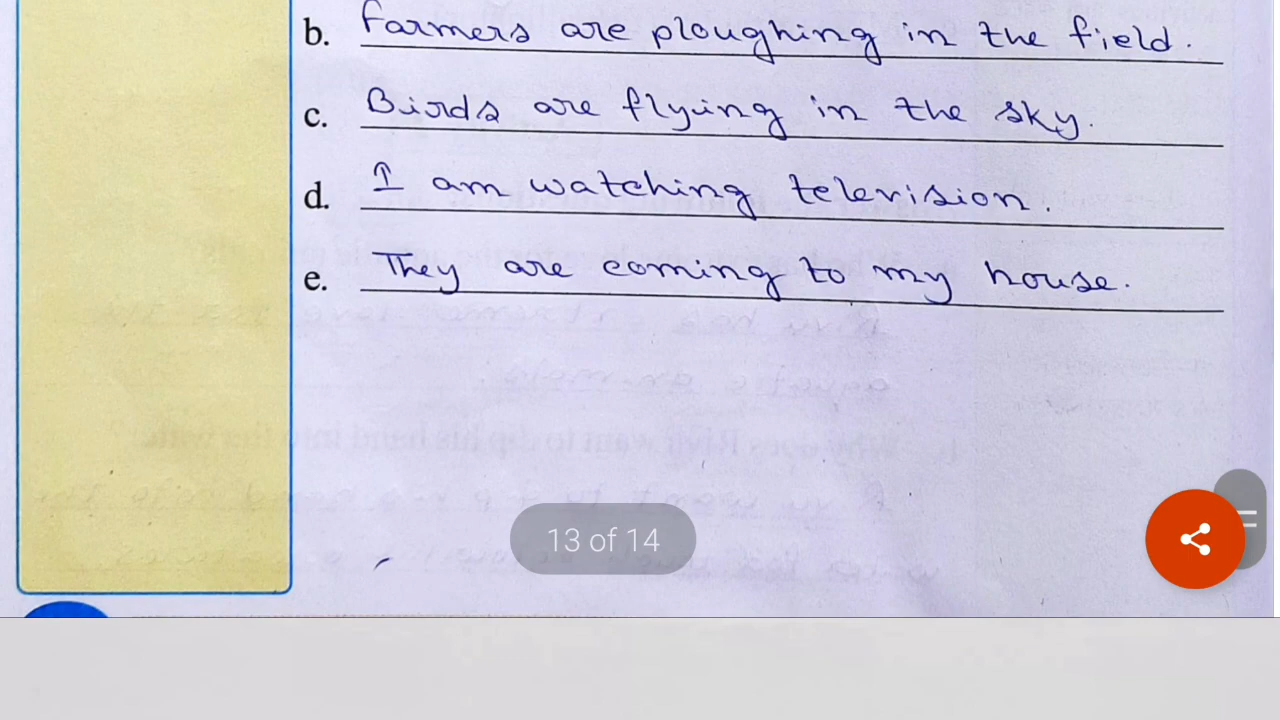 b. Farmers are ploughing in the field.
c. Birds are flying in the sky.
d. I am watching television.
e. They are coming to my house.
13 of 14